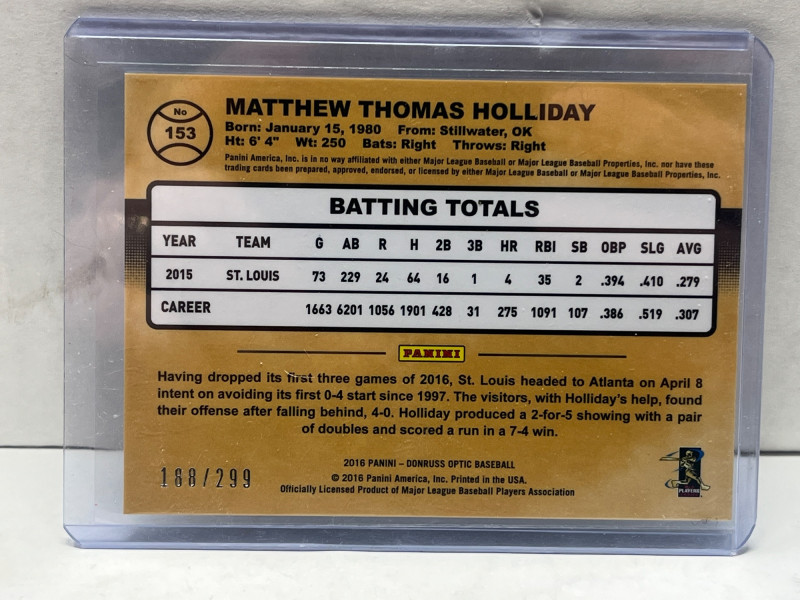 No
153
MATTHEW THOMAS HOLLIDAY
Born: January 15, 1980 From: Stillwater, OK
Ht: 6' 4" Wt: 250 Bats: Right Throws: Right
Panini America, Inc. is in no way affiliated with either Major League Baseball or Major League Baseball Properties, Inc. nor have these
trading cards been prepared, approved, endorsed, or licensed by either Major League Baseball or Major League Baseball Properties, Inc.
BATTING TOTALS
YEAR TEAM G AB R H 2B 3B HR RBI SB OBP SLG AVG
2015 ST. LOUIS 73 229 24 64 16 1 4 35 2 .394 .410 .279
CAREER 1663 6201 1056 1901 428 31 275 1091 107 .386 .519 .307
PANINI
Having dropped its first three games of 2016, St. Louis headed to Atlanta on April 8
intent on avoiding its first 0-4 start since 1997. The visitors, with Holliday's help, found
their offense after falling behind, 4-0. Holliday produced a 2-for-5 showing with a pair
of doubles and scored a run in a 7-4 win.
188/299
2016 PANINI – DONRUSS OPTIC BASEBALL
© 2016 Panini America, Inc. Printed in the USA.
Officially Licensed Product of Major League Baseball Players Association
PLAYERS